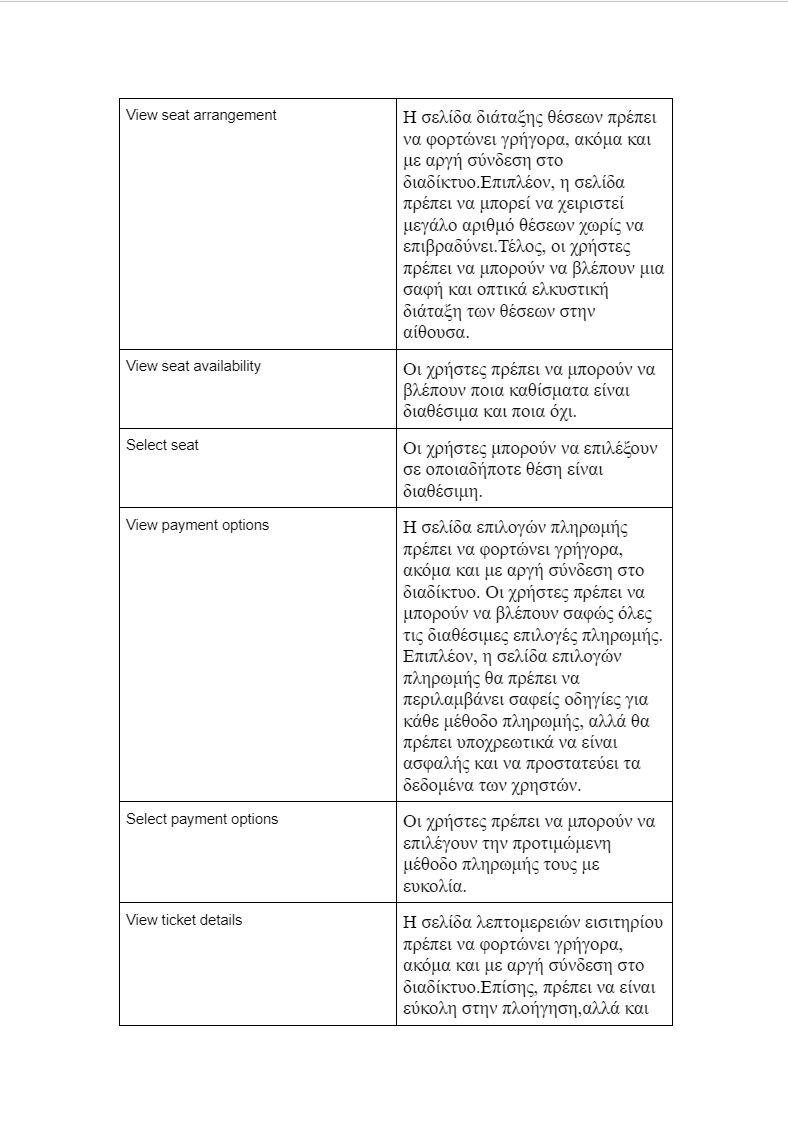 View seat arrangement
Η σελίδα διάταξης θέσεων πρέπει
να φορτώνει γρήγορα, ακόμα και
με αργή σύνδεση στο
διαδίκτυο.Επιπλέον, η σελίδα
πρέπει να μπορεί να χειριστεί
μεγάλο αριθμό θέσεων χωρίς να
επιβραδύνει.Τέλος, οι χρήστες
πρέπει να μπορούν να βλέπουν μια
σαφή και οπτικά ελκυστική
διάταξη των θέσεων στην
αίθουσα.
View seat availability
Οι χρήστες πρέπει να μπορούν να
βλέπουν ποια καθίσματα είναι
διαθέσιμα και ποια όχι.
Select seat
Οι χρήστες μπορούν να επιλέξουν
σε οποιαδήποτε θέση είναι
διαθέσιμη.
View payment options
Η σελίδα επιλογών πληρωμής
πρέπει να φορτώνει γρήγορα,
ακόμα και με αργή σύνδεση στο
διαδίκτυο. Οι χρήστες πρέπει να
μπορούν να βλέπουν σαφώς όλες
τις διαθέσιμες επιλογές πληρωμής.
Επιπλέον, η σελίδα επιλογών
πληρωμής θα πρέπει να
περιλαμβάνει σαφείς οδηγίες για
κάθε μέθοδο πληρωμής, αλλά θα
πρέπει υποχρεωτικά να είναι
ασφαλής και να προστατεύει τα
δεδομένα των χρηστών.
Select payment options
Οι χρήστες πρέπει να μπορούν να
επιλέγουν την προτιμώμενη
μέθοδο πληρωμής τους με
ευκολία.
View ticket details
Η σελίδα λεπτομερειών εισιτηρίου
πρέπει να φορτώνει γρήγορα,
ακόμα και με αργή σύνδεση στο
διαδίκτυο.Επίσης, πρέπει να είναι
εύκολη στην πλοήγηση,αλλά και